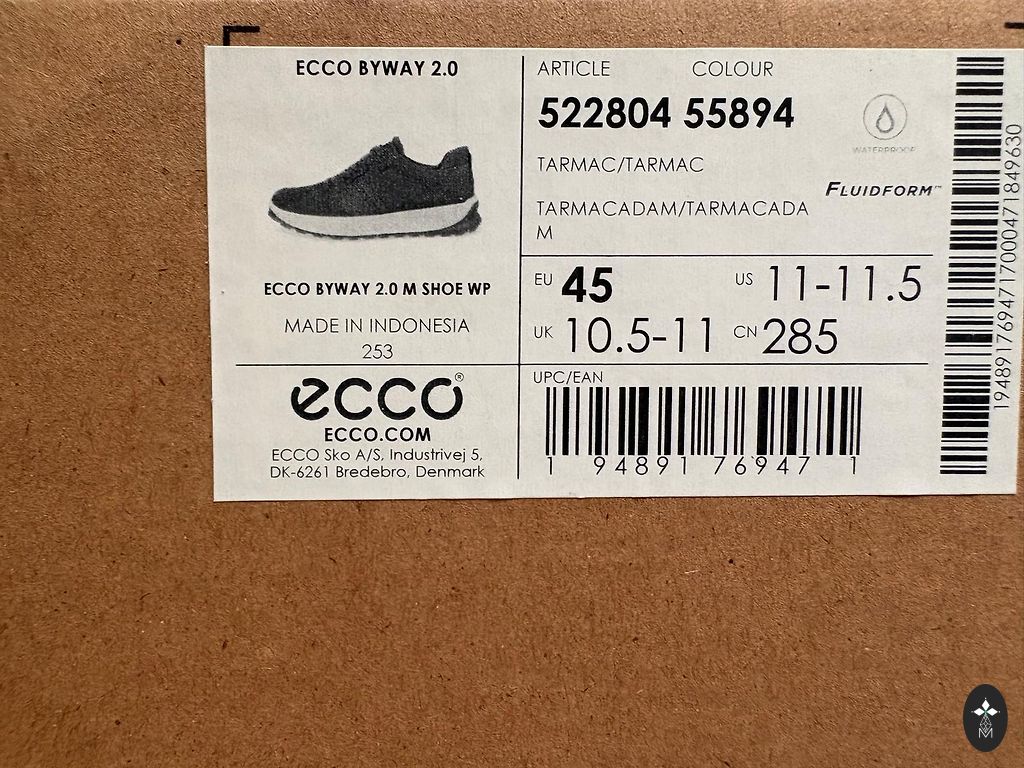 ECCO BYWAY 2.0
ECCO BYWAY 2.0 M SHOE WP
MADE IN INDONESIA
253
ecco®
ECCO.COM
ECCO Sko A/S, Industrivej 5,
DK-6261 Bredebro, Denmark
ARTICLE COLOUR
522804 55894
TARMAC/TARMAC
TARMACADAM/TARMACADA
M
WATERPROOF
FLUIDFORM™
EU 45 US 11-11.5
UK 10.5-11 CN 285
UPC/EAN
1 94891 76947 1
194891769471700047184963​0
M